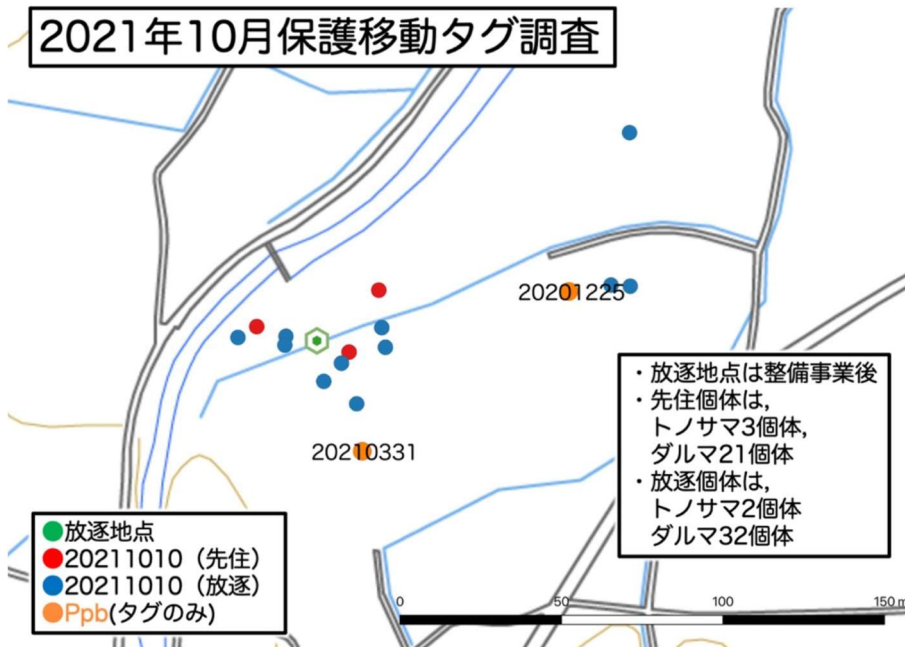 2021年10月保護移動タグ調査
20201225
20210331
・放逐地点は整備事業後
・先住個体は,
トノサマ3個体,
ダルマ21個体
・放逐個体は,
トノサマ2個体
ダルマ32個体
放逐地点
20211010（先住）
20211010（放逐）
Ppb(タグのみ)
0 50 100 150 m